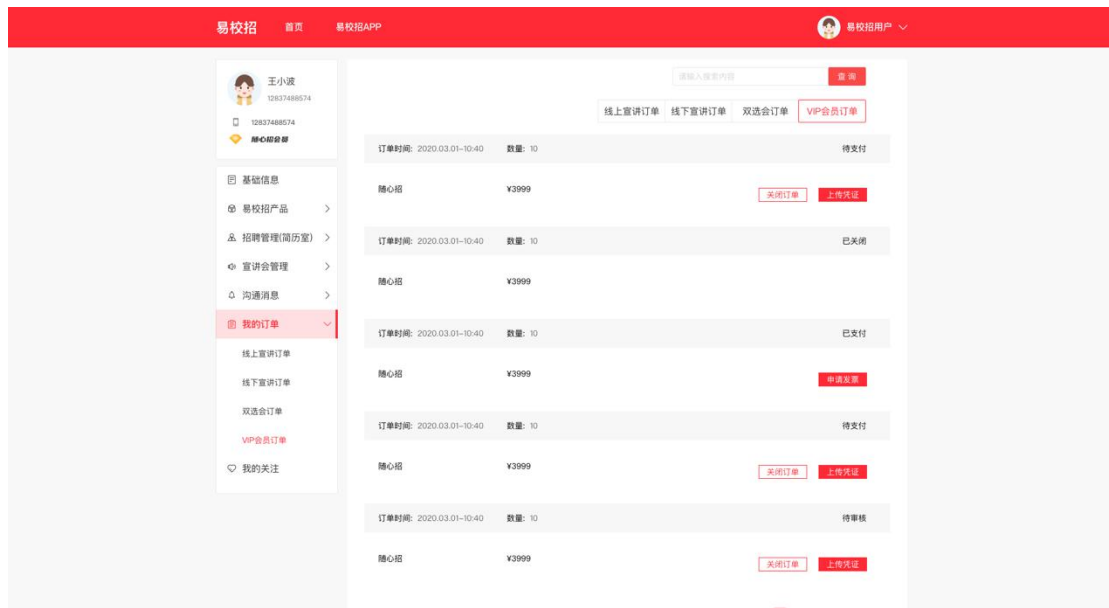 易校招 首页 易校招APP 易校招用户
王小波
12837488574
12837488574
随心招会员
基础信息
易校招产品
招聘管理(简历室)
宣讲会管理
沟通消息
我的订单
线上宣讲订单
线下宣讲订单
双选会订单
VIP会员订单
我的关注
请输入搜索内容 查 询
线上宣讲订单 线下宣讲订单 双选会订单 VIP会员订单
订单时间: 2020.03.01-10:40 数量: 10 待支付
随心招 ¥3999 关闭订单 上传凭证
订单时间: 2020.03.01-10:40 数量: 10 已关闭
随心招 ¥3999
订单时间: 2020.03.01-10:40 数量: 10 已支付
随心招 ¥3999 申请发票
订单时间: 2020.03.01-10:40 数量: 10 待支付
随心招 ¥3999 关闭订单 上传凭证
订单时间: 2020.03.01-10:40 数量: 10 待审核
随心招 ¥3999 关闭订单 上传凭证